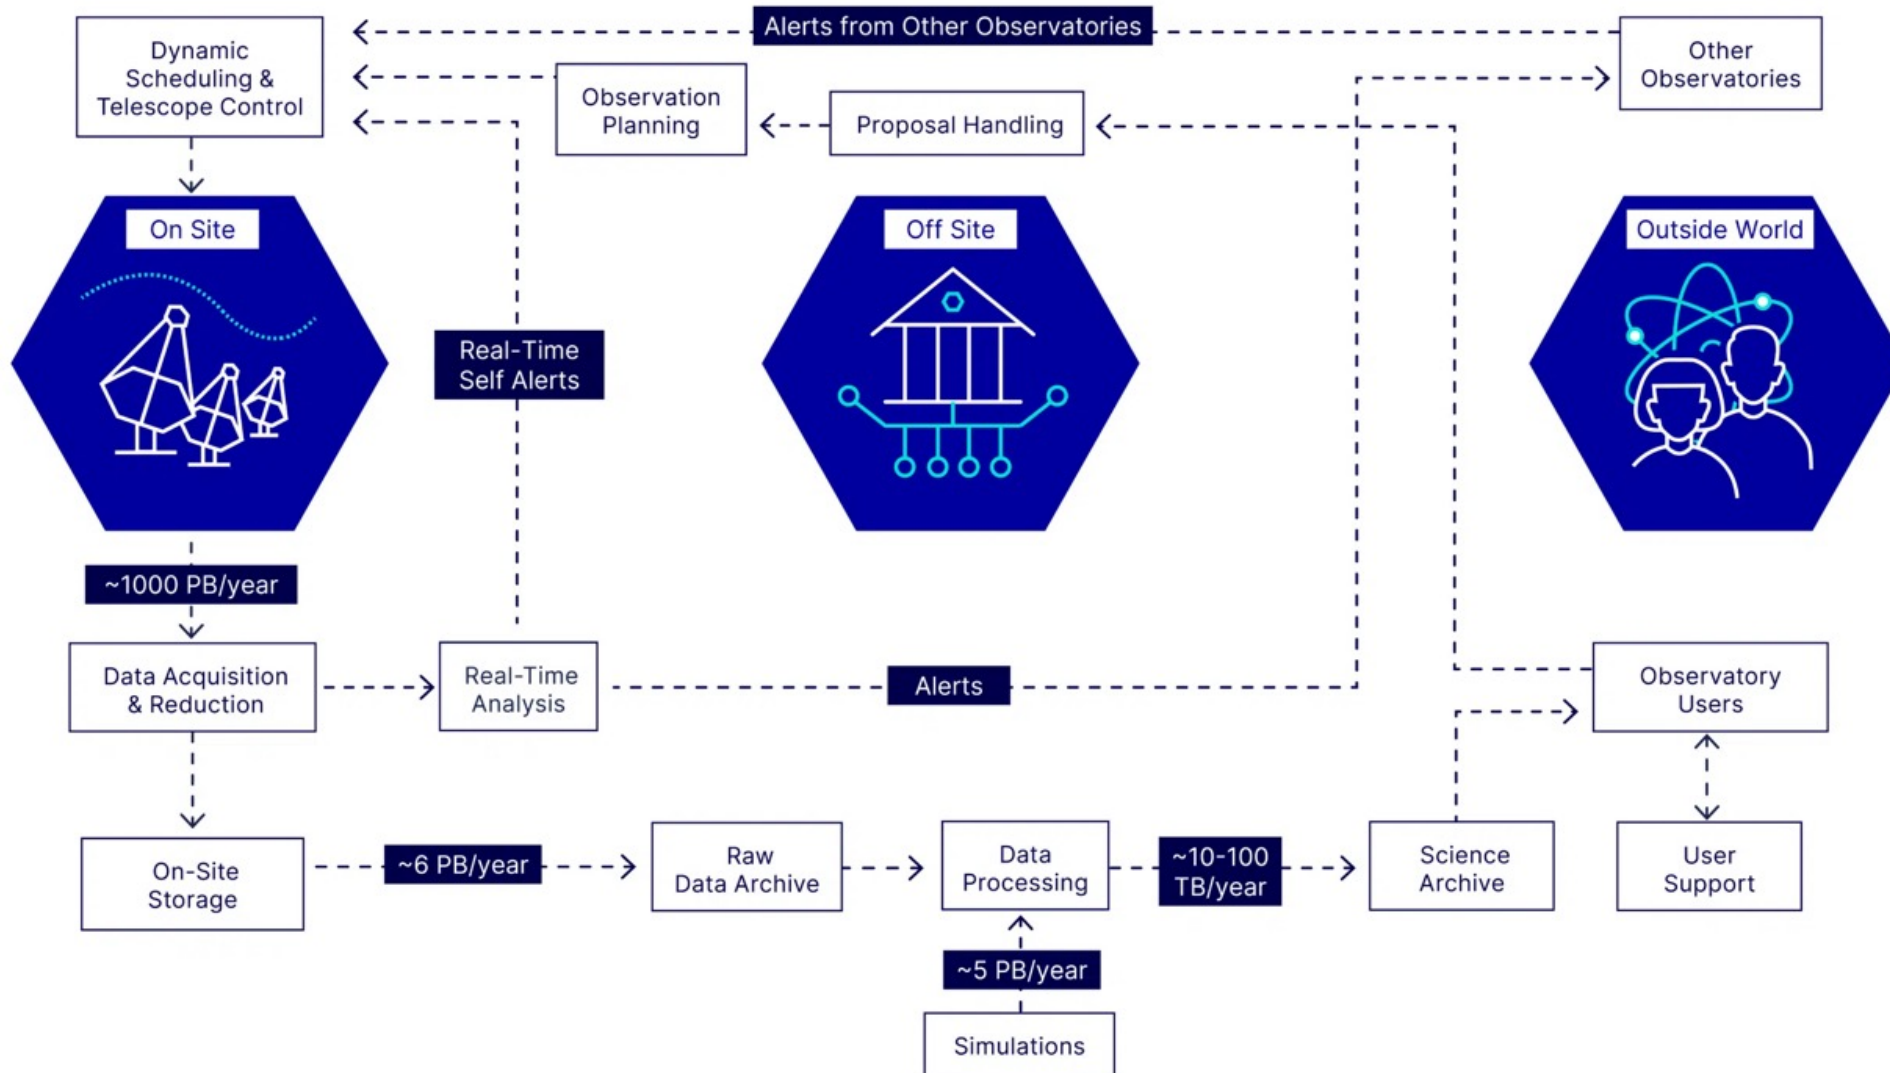 Alerts from Other Observatories
Dynamic
Scheduling &
Telescope Control
Observation
Planning
Proposal Handling
Other
Observatories
On Site
Off Site
Outside World
Real-Time
Self Alerts
~1000 PB/year
Data Acquisition
& Reduction
Real-Time
Analysis
Alerts
Observatory
Users
On-Site
Storage
~6 PB/year
Raw
Data Archive
Data
Processing
~10-100
TB/year
Science
Archive
User
Support
~5 PB/year
Simulations